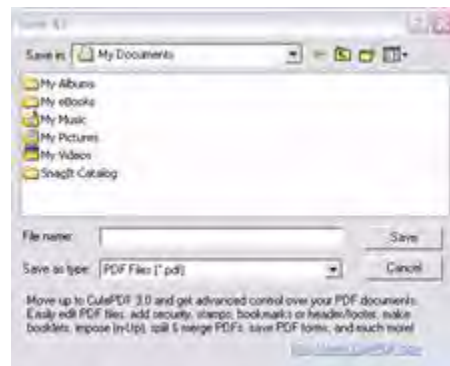 Save As
Save in: My Documents
My Albums
My eBooks
My Music
My Pictures
My Videos
SnagIt Catalog
File name: Save
Save as type: PDF Files (*.pdf) Cancel
Move up to CutePDF 3.0 and get advanced control over your PDF documents.
Easily edit PDF files, add security, stamps, bookmarks or header/footer, make
booklets, impose (n-Up), split & merge PDFs, save PDF forms, and much more!